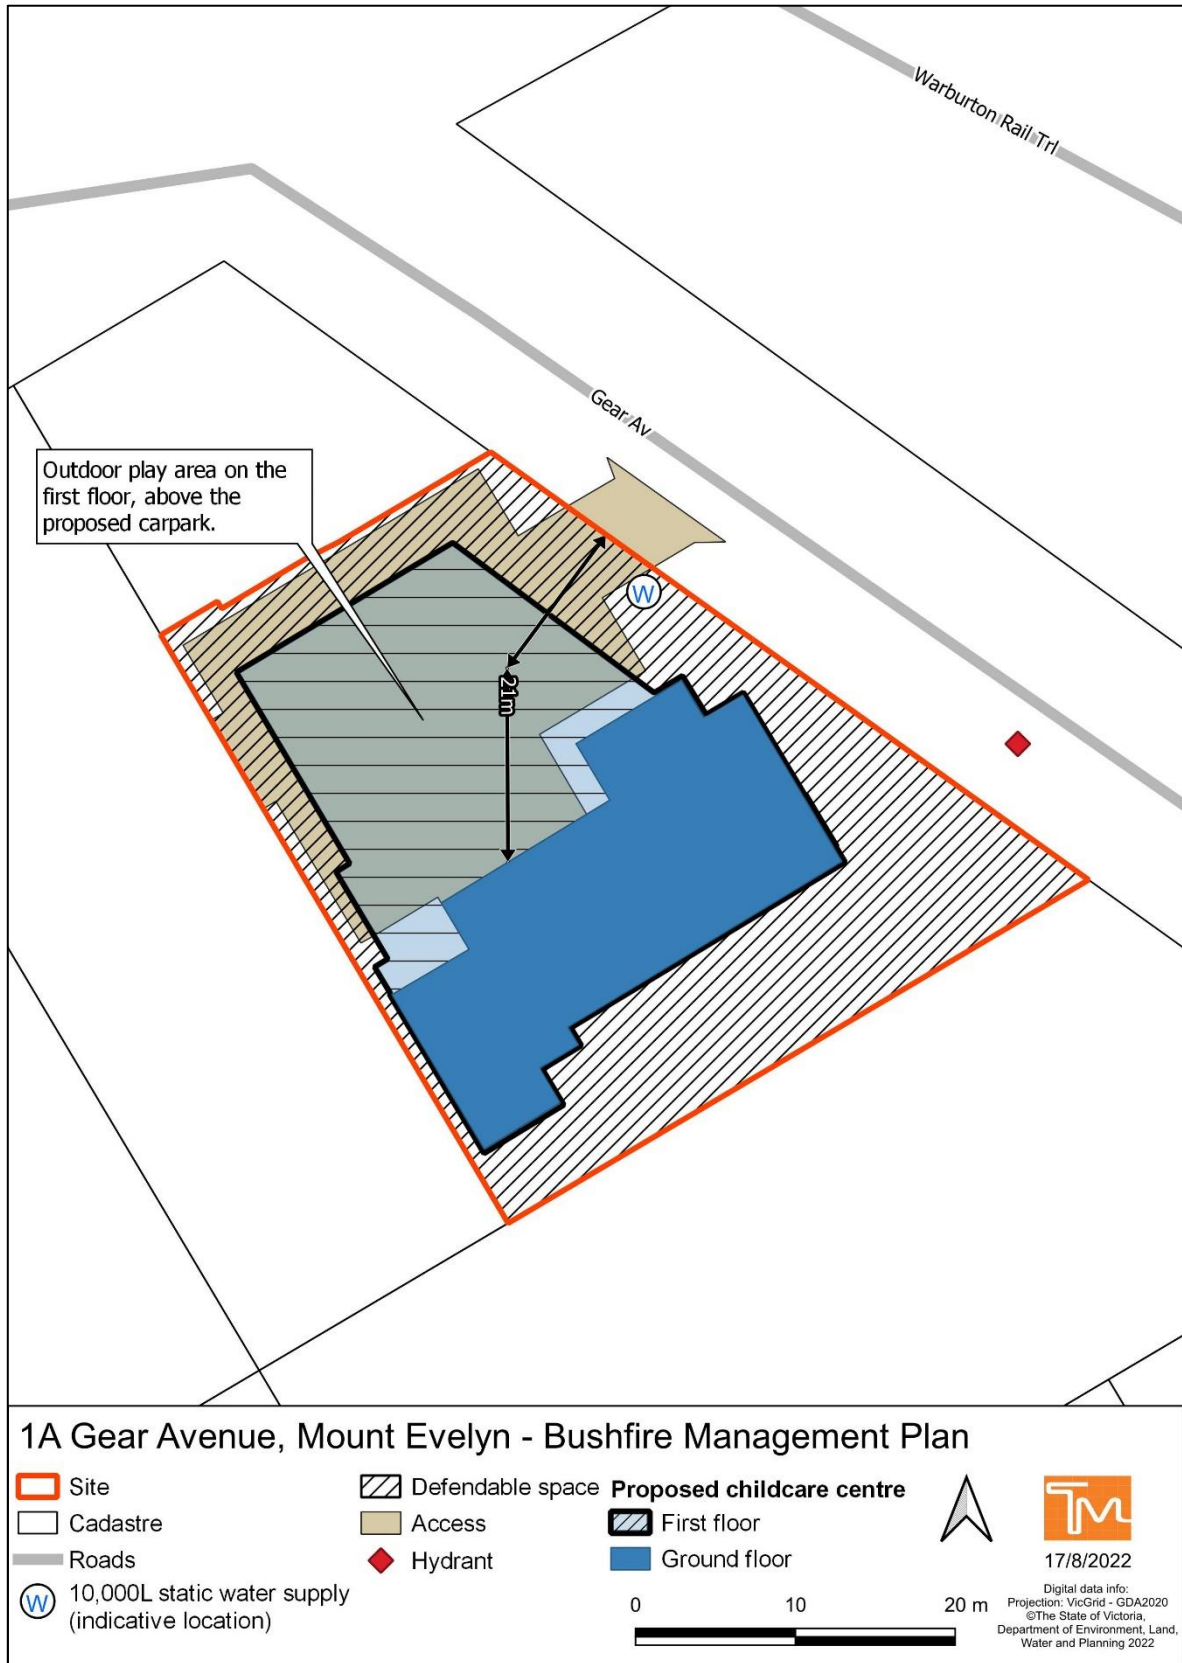 Warburton Rail Trl
Gear Av
Outdoor play area on the
first floor, above the
proposed carpark.
W
21m
1A Gear Avenue, Mount Evelyn - Bushfire Management Plan
Site
Cadastre
Roads
W
10,000L static water supply
(indicative location)
Defendable space
Access
Hydrant
Proposed childcare centre
First floor
Ground floor
0 10 20 m
TM
17/8/2022
Digital data info:
Projection: VicGrid - GDA2020
©The State of Victoria,
Department of Environment, Land,
Water and Planning 2022